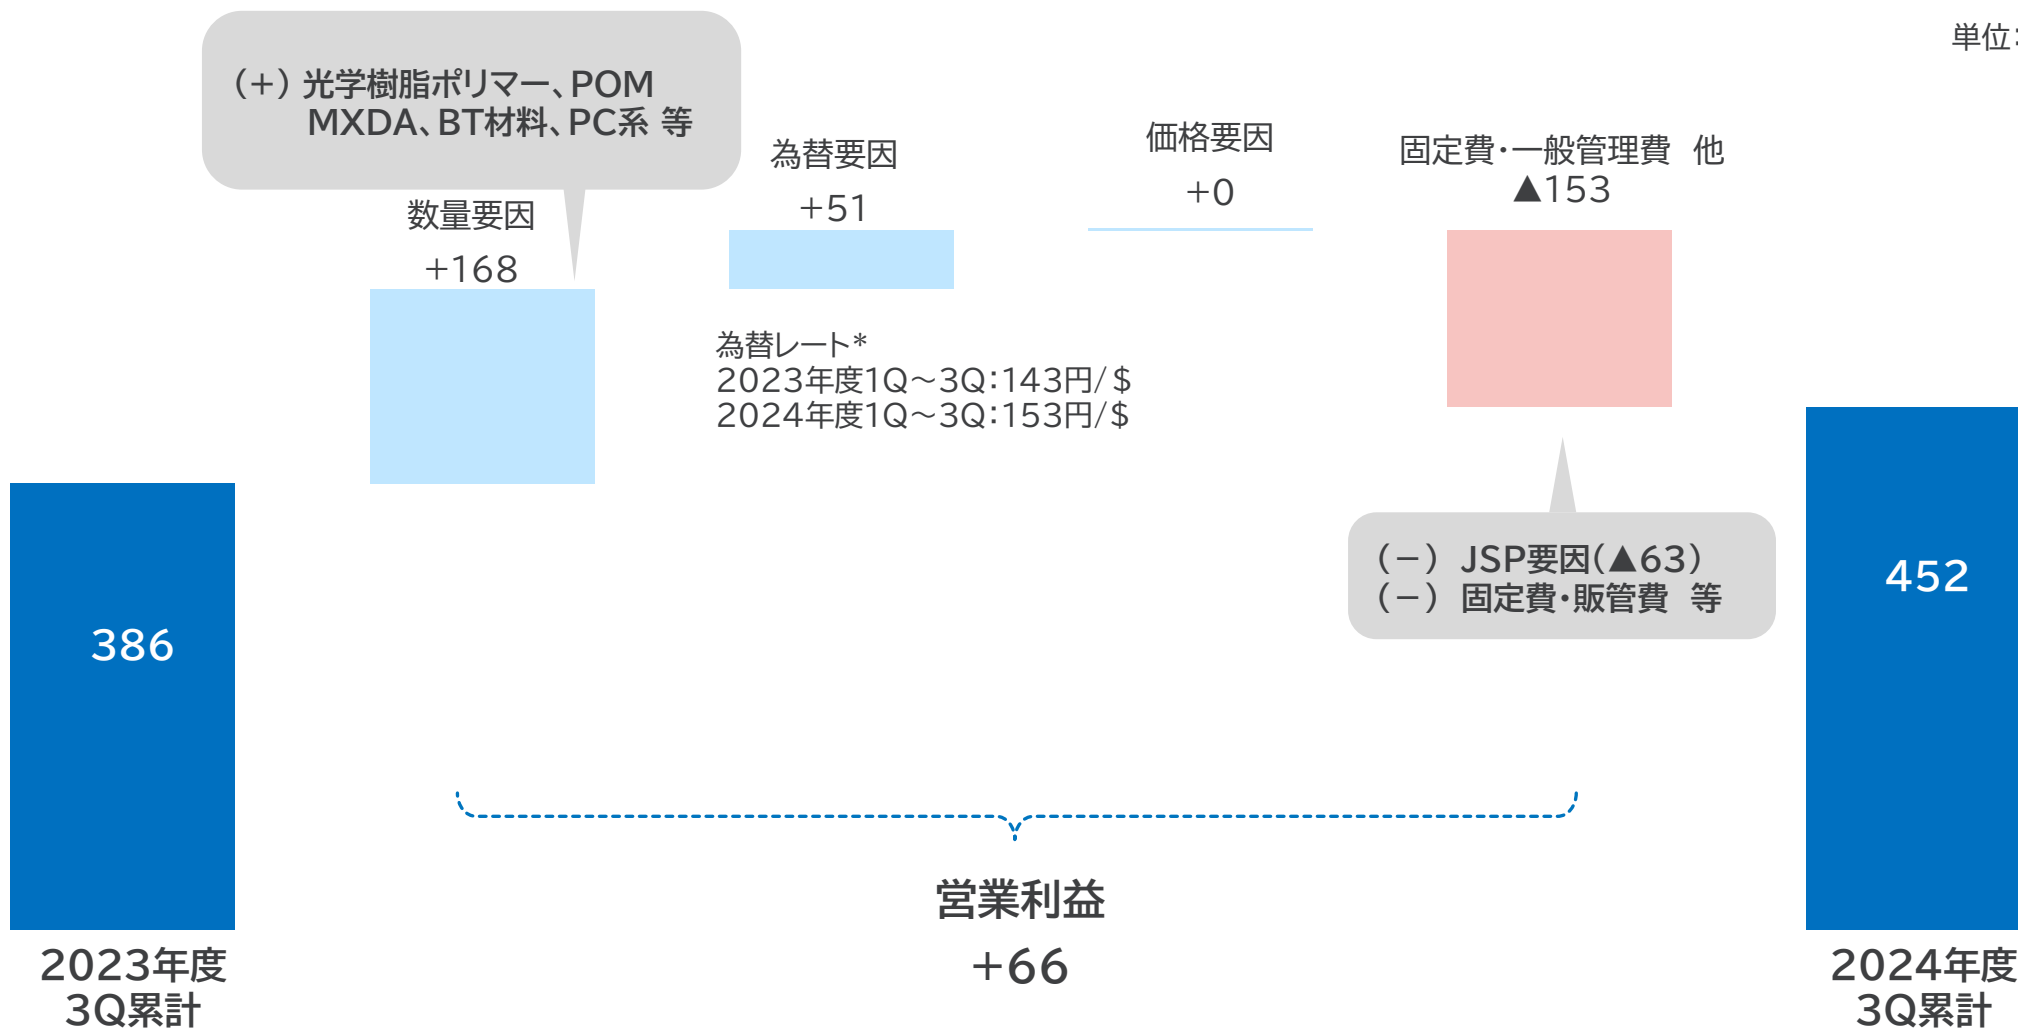 単位:
(+) 光学樹脂ポリマー、POM
MXDA、BT材料、PC系 等
数量要因
+168
為替要因
+51
価格要因
+0
固定費・一般管理費 他
▲153
為替レート*
2023年度1Q～3Q:143円/$
2024年度1Q～3Q:153円/$
(－) JSP要因(▲63)
(－) 固定費・販管費 等
386
452
営業利益
+66
2023年度
3Q累計
2024年度
3Q累計